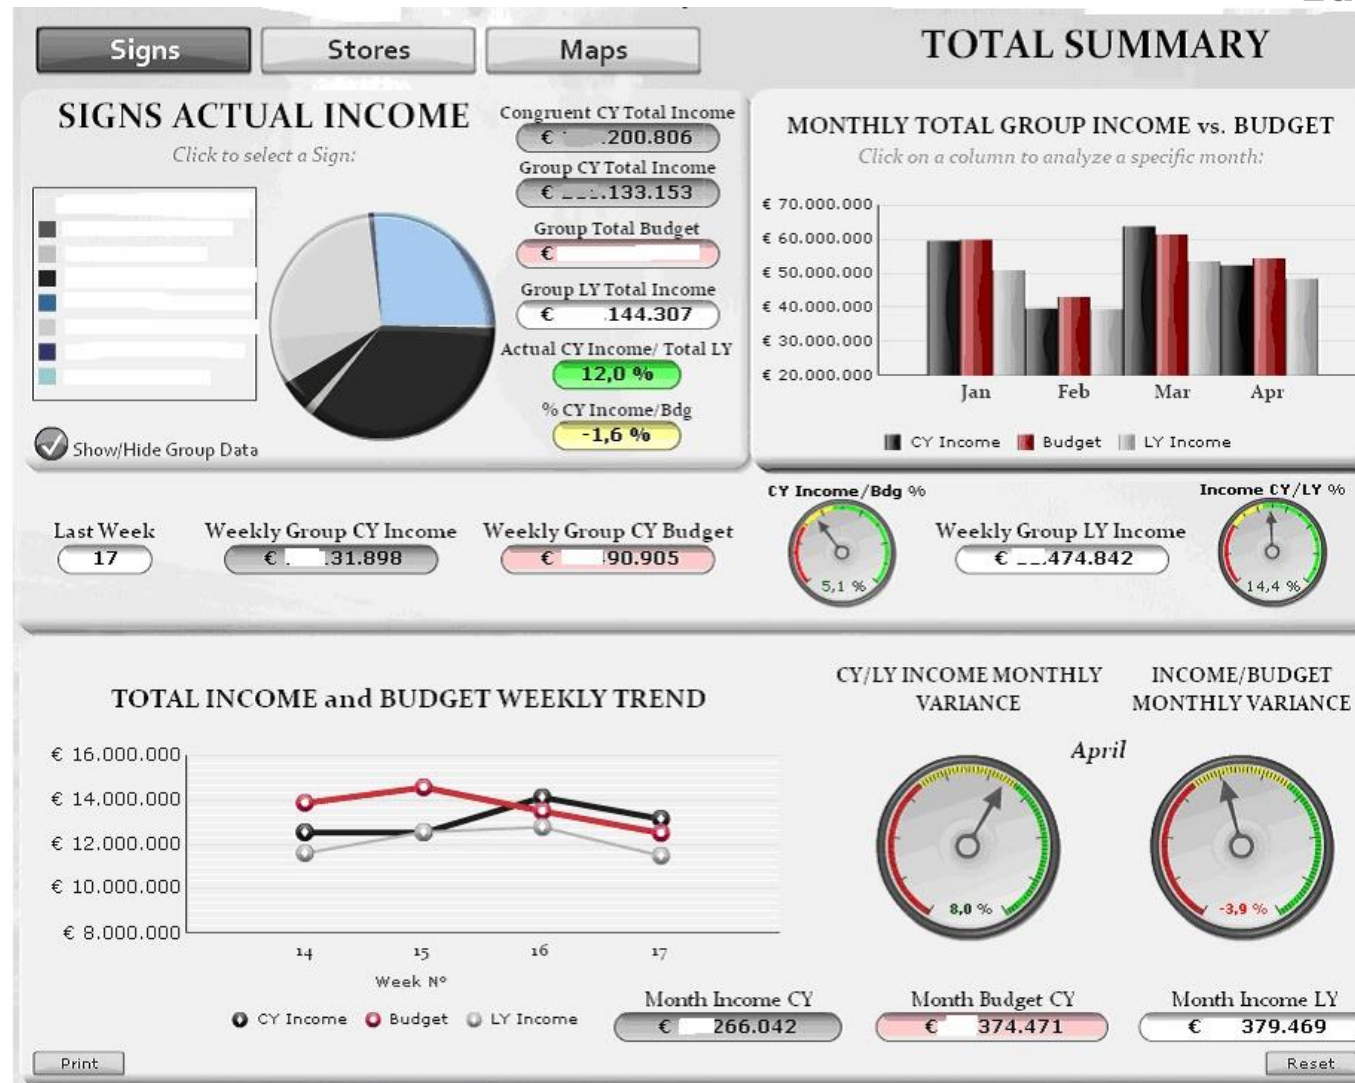 Signs
Stores
Maps
TOTAL SUMMARY
SIGNS ACTUAL INCOME
Click to select a Sign:
Show/Hide Group Data
Congruent CY Total Income
€ .200.806
Group CY Total Income
€ .133.153
Group Total Budget
€
Group LY Total Income
€ .144.307
Actual CY Income/ Total LY
12,0 %
% CY Income/Bdg
-1,6 %
MONTHLY TOTAL GROUP INCOME vs. BUDGET
Click on a column to analyze a specific month:
€ 70.000.000
€ 60.000.000
€ 50.000.000
€ 40.000.000
€ 30.000.000
€ 20.000.000
Jan Feb Mar Apr
CY Income Budget LY Income
Last Week
17
Weekly Group CY Income
€ .31.898
Weekly Group CY Budget
€ 90.905
CY Income/Bdg %
5,1 %
Weekly Group LY Income
€ .474.842
Income CY/LY %
14,4 %
TOTAL INCOME and BUDGET WEEKLY TREND
€ 16.000.000
€ 14.000.000
€ 12.000.000
€ 10.000.000
€ 8.000.000
14 15 16 17
Week N°
CY Income Budget LY Income
CY/LY INCOME MONTHLY
VARIANCE
INCOME/BUDGET
MONTHLY VARIANCE
April
8,0 %
-3,9 %
Month Income CY
€ 266.042
Month Budget CY
€ 374.471
Month Income LY
€ 379.469
Print
Reset